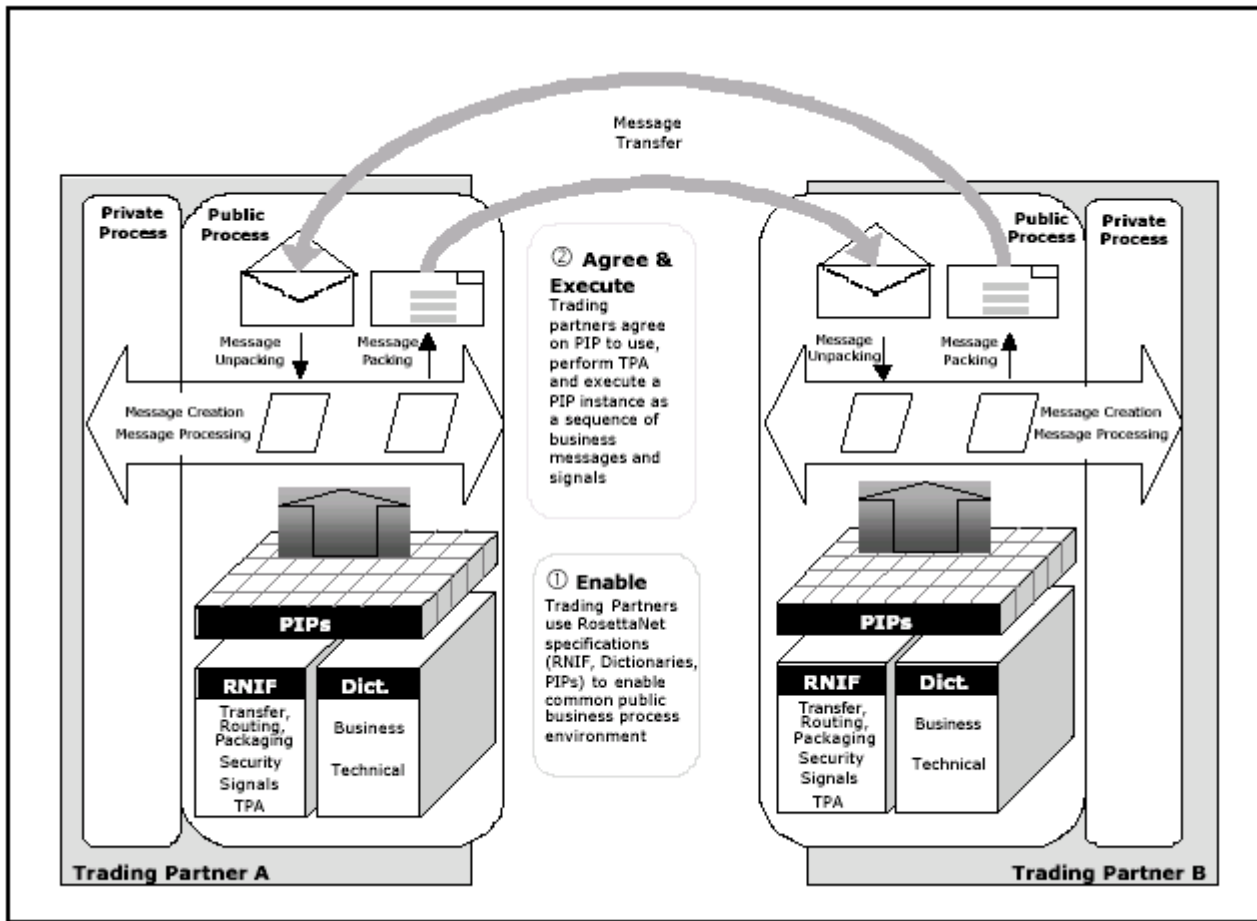 Message
Transfer
Private
Process
Public
Process
Message
Unpacking
Message
Packing
Message Creation
Message Processing
PIPs
RNIF
Transfer,
Routing,
Packaging
Security
Signals
TPA
Dict.
Business
Technical
Trading Partner A
② Agree &
Execute
Trading
partners agree
on PIP to use,
perform TPA
and execute a
PIP instance as
a sequence of
business
messages and
signals
① Enable
Trading Partners
use RosettaNet
specifications
(RNIF, Dictionaries,
PIPs) to enable
common public
business process
environment
Public
Process
Private
Process
Message
Unpacking
Message
Packing
Message Creation
Message Processing
PIPs
RNIF
Transfer,
Routing,
Packaging
Security
Signals
TPA
Dict.
Business
Technical
Trading Partner B